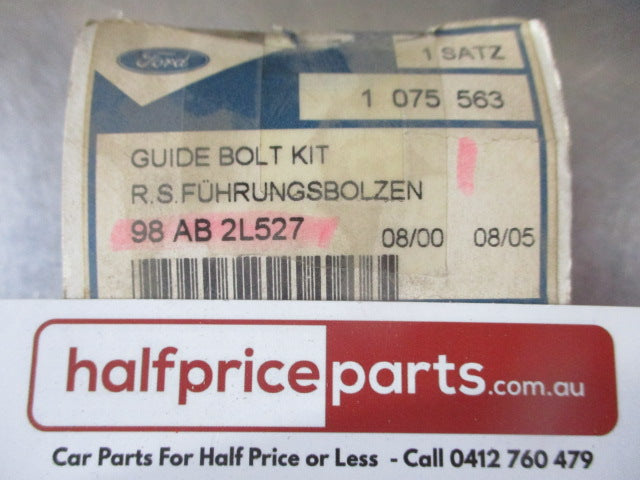 Ford
1 SATZ
1 075 563
GUIDE BOLT KIT
R.S.FÜHRUNGSBOLZEN
98 AB 2L527 08/00 08/05
halfpriceparts.com.au
Car Parts For Half Price or Less - Call 0412 760 479